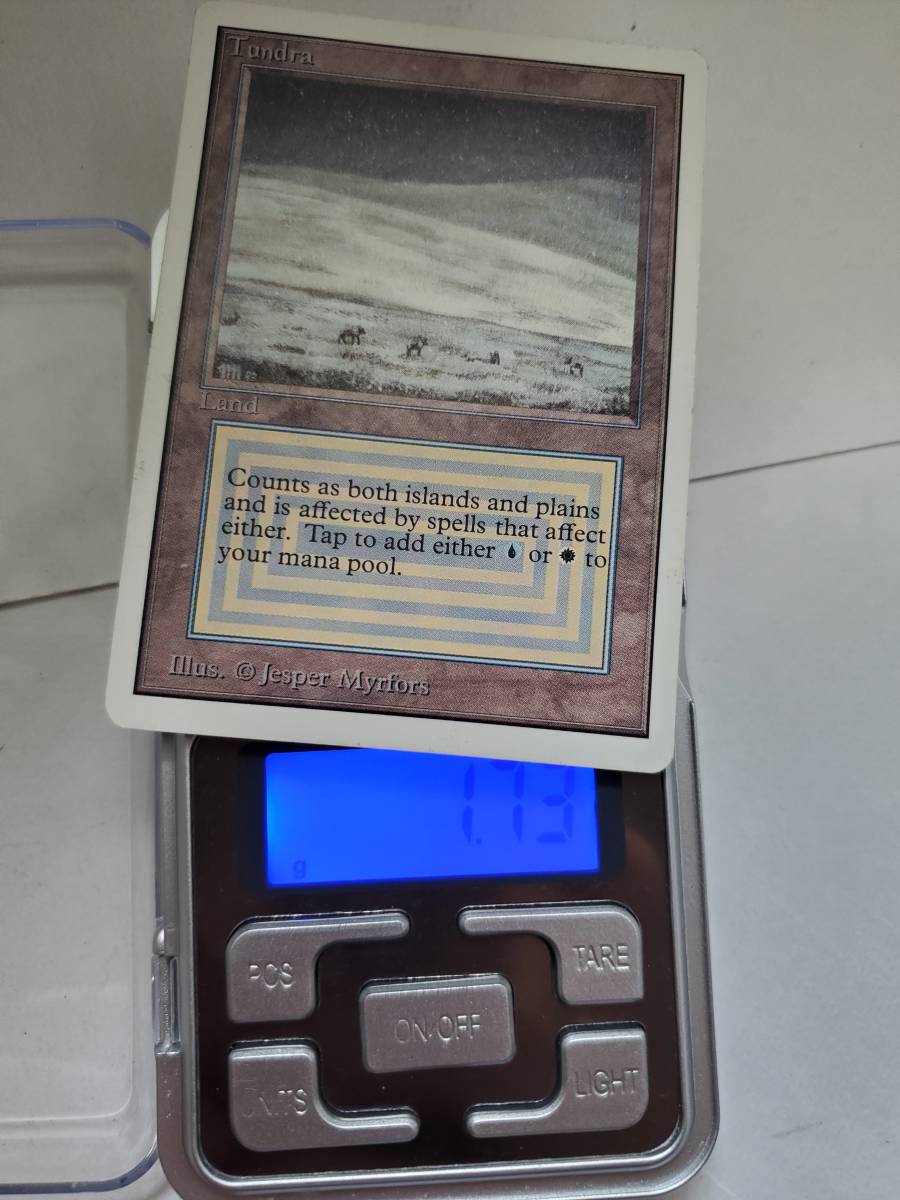 Tundra
Land
Counts as both islands and plains
and is affected by spells that affect
either. Tap to add either or to
your mana pool.
Illus. © Jesper Myrfors
1.73
g
PCS
TARE
ON/OFF
UNITS
LIGHT